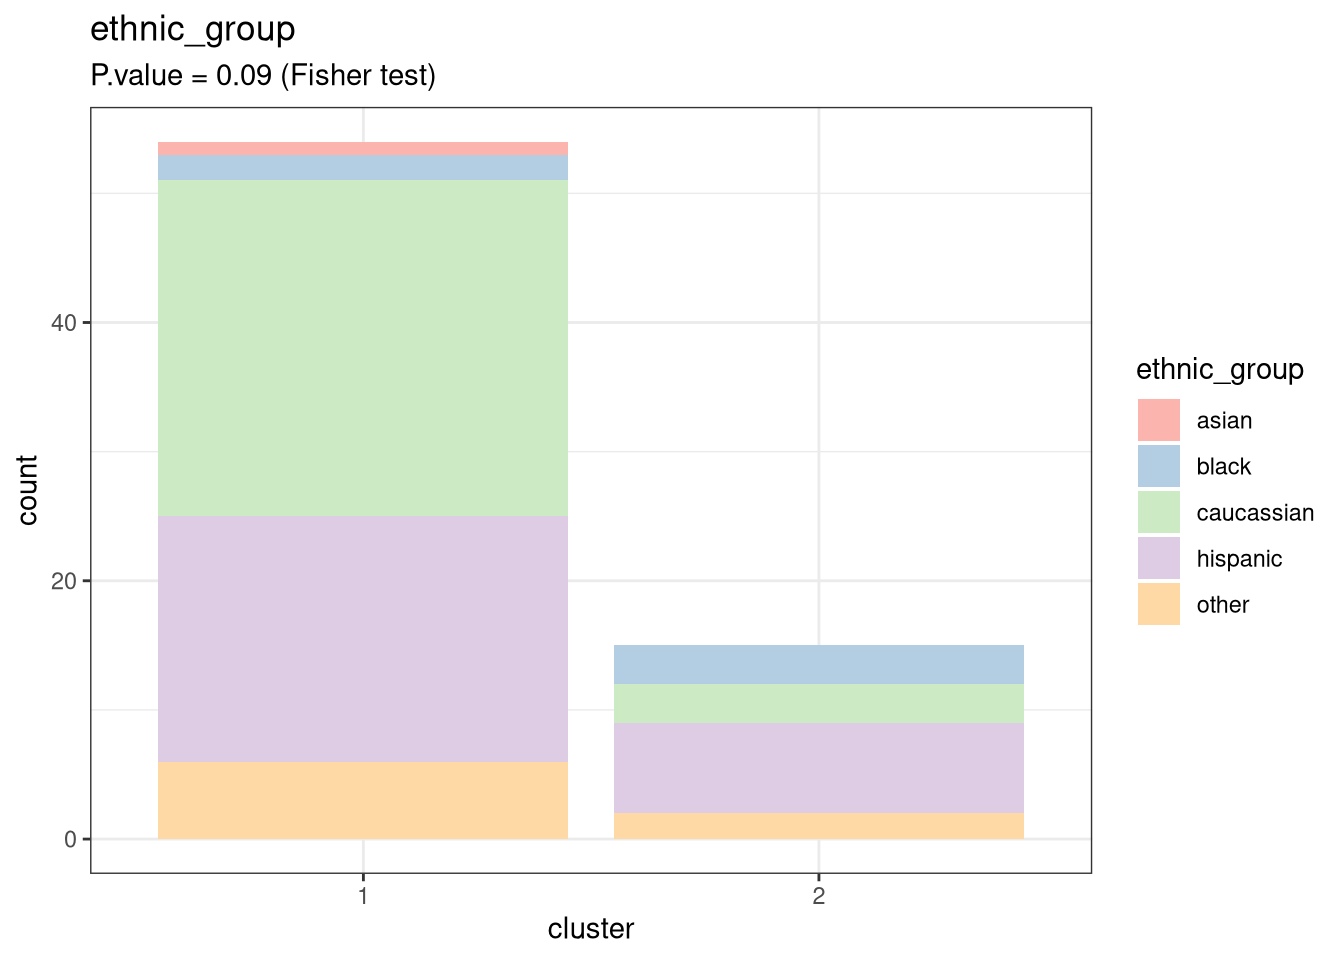 ethnic_group
P.value = 0.09 (Fisher test)
count
40
20
0
1
2
cluster
ethnic_group
asian
black
caucassian
hispanic
other